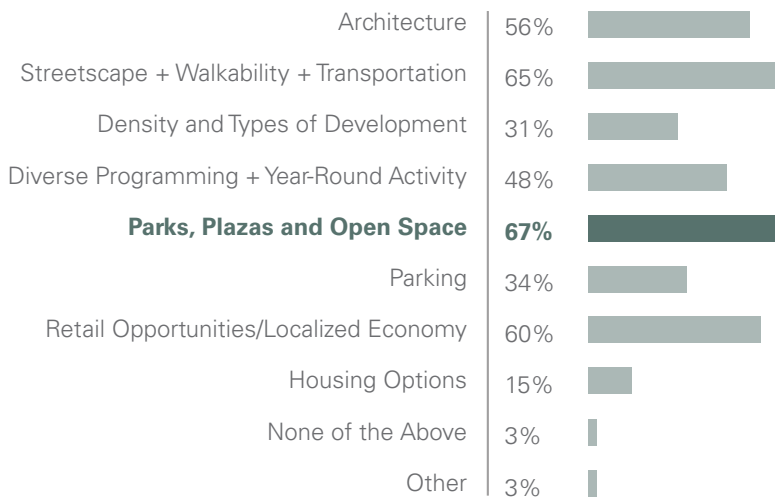 Architecture 56%
Streetscape + Walkability + Transportation 65%
Density and Types of Development 31%
Diverse Programming + Year-Round Activity 48%
Parks, Plazas and Open Space 67%
Parking 34%
Retail Opportunities/Localized Economy 60%
Housing Options 15%
None of the Above 3%
Other 3%